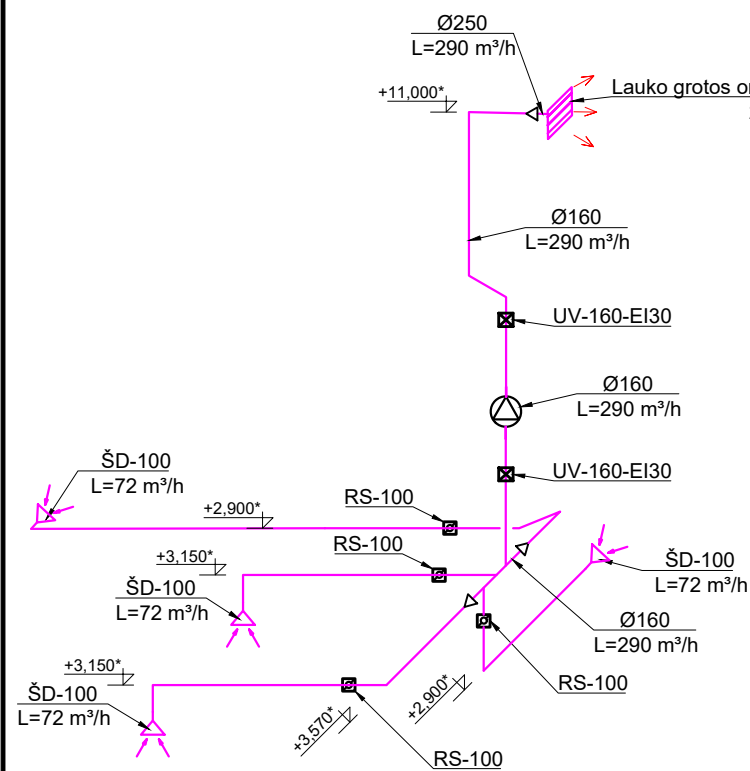 Ø250
L=290 m³/h
+11,000*
Lauko grotos
Ø160
L=290 m³/h
UV-160-EI30
Ø160
L=290 m³/h
ŠD-100
L=72 m³/h
UV-160-EI30
RS-100
+2,900*
RS-100
+3,150*
ŠD-100
L=72 m³/h
ŠD-100
L=72 m³/h
Ø160
L=290 m³/h
+3,150*
ŠD-100
L=72 m³/h
+2,900*
RS-100
+3,570*
RS-100